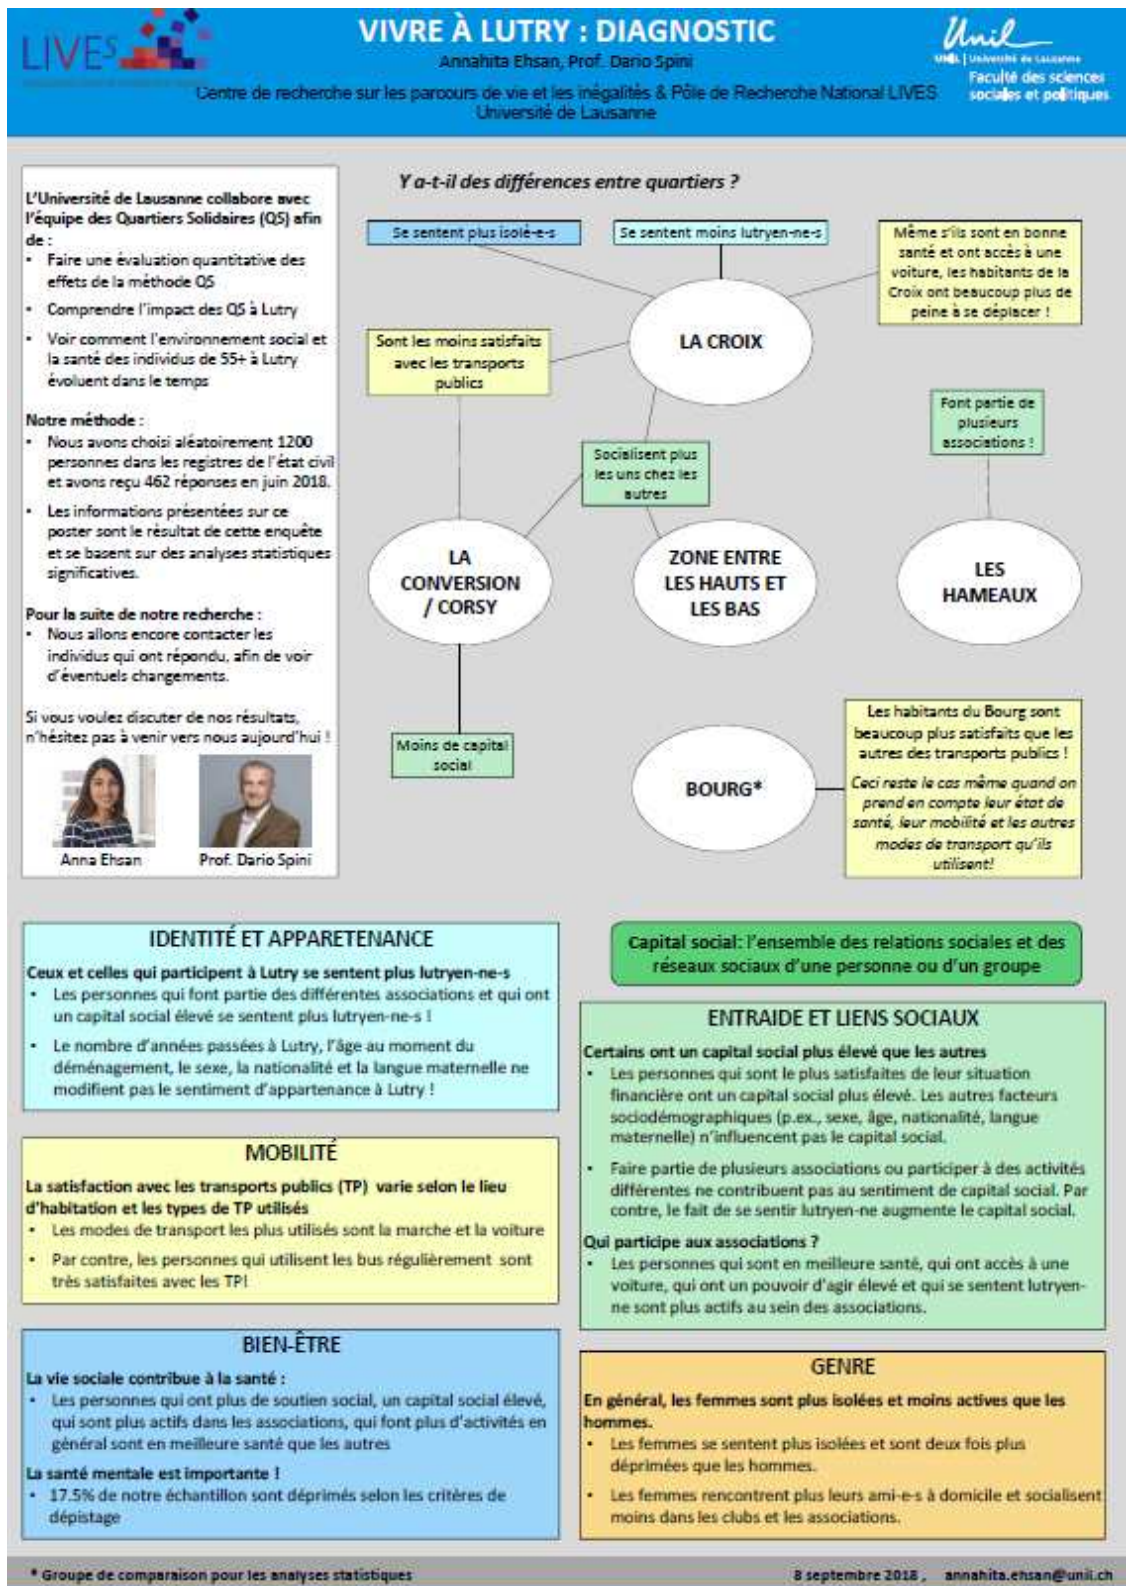 LIVES
VIVRE À LUTRY : DIAGNOSTIC
Annahita Ehsan, Prof. Dario Spini
Centre de recherche sur les parcours de vie et les inégalités & Pôle de Recherche National LIVES
Université de Lausanne
Unil
UNIL | Université de Lausanne
Faculté des sciences
sociales et politiques
L'Université de Lausanne collabore avec
l'équipe des Quartiers Solidaires (QS) afin
de :
• Faire une évaluation quantitative des
effets de la méthode QS
• Comprendre l'impact des QS à Lutry
• Voir comment l'environnement social et
la santé des individus de 55+ à Lutry
évoluent dans le temps
Notre méthode :
• Nous avons choisi aléatoirement 1200
personnes dans les registres de l'état civil
et avons reçu 462 réponses en juin 2018.
• Les informations présentées sur ce
poster sont le résultat de cette enquête
et se basent sur des analyses statistiques
significatives.
Pour la suite de notre recherche :
• Nous allons encore contacter les
individus qui ont répondu, afin de voir
d'éventuels changements.
Si vous voulez discuter de nos résultats,
n'hésitez pas à venir vers nous aujourd'hui !
Anna Ehsan
Prof. Dario Spini
Y a-t-il des différences entre quartiers ?
Se sentent plus isolé-e-s
Se sentent moins lutryen-ne-s
Même s'ils sont en bonne
santé et ont accès à une
voiture, les habitants de la
Croix ont beaucoup plus de
peine à se déplacer !
LA CROIX
Sont les moins satisfaits
avec les transports
publics
Font partie de
plusieurs
associations !
Socialisent plus
les uns chez les
autres
LA
CONVERSION
/ CORSY
ZONE ENTRE
LES HAUTS ET
LES BAS
LES
HAMEAUX
Moins de capital
social
BOURG*
Les habitants du Bourg sont
beaucoup plus satisfaits que les
autres des transports publics !
Ceci reste le cas même quand on
prend en compte leur état de
santé, leur mobilité et les autres
modes de transport qu'ils
utilisent!
IDENTITÉ ET APPARETENANCE
Ceux et celles qui participent à Lutry se sentent plus lutryen-ne-s
• Les personnes qui font partie des différentes associations et qui ont
un capital social élevé se sentent plus lutryen-ne-s !
• Le nombre d'années passées à Lutry, l'âge au moment du
déménagement, le sexe, la nationalité et la langue maternelle ne
modifient pas le sentiment d'appartenance à Lutry !
MOBILITÉ
La satisfaction avec les transports publics (TP) varie selon le lieu
d'habitation et les types de TP utilisés
• Les modes de transport les plus utilisés sont la marche et la voiture
• Par contre, les personnes qui utilisent les bus régulièrement sont
très satisfaites avec les TP!
BIEN-ÊTRE
La vie sociale contribue à la santé :
• Les personnes qui ont plus de soutien social, un capital social élevé,
qui sont plus actifs dans les associations, qui font plus d'activités en
général sont en meilleure santé que les autres
La santé mentale est importante !
• 17.5% de notre échantillon sont déprimés selon les critères de
dépistage
Capital social: l'ensemble des relations sociales et des
réseaux sociaux d'une personne ou d'un groupe
ENTRAIDE ET LIENS SOCIAUX
Certains ont un capital social plus élevé que les autres
• Les personnes qui sont le plus satisfaites de leur situation
financière ont un capital social plus élevé. Les autres facteurs
sociodémographiques (p.ex., sexe, âge, nationalité, langue
maternelle) n'influencent pas le capital social.
• Faire partie de plusieurs associations ou participer à des activités
différentes ne contribuent pas au sentiment de capital social. Par
contre, le fait de se sentir lutryen-ne augmente le capital social.
Qui participe aux associations ?
• Les personnes qui sont en meilleure santé, qui ont accès à une
voiture, qui ont un pouvoir d'agir élevé et qui se sentent lutryen-
ne sont plus actifs au sein des associations.
GENRE
En général, les femmes sont plus isolées et moins actives que les
hommes.
• Les femmes se sentent plus isolées et sont deux fois plus
déprimées que les hommes.
• Les femmes rencontrent plus leurs ami-e-s à domicile et socialisent
moins dans les clubs et les associations.
* Groupe de comparaison pour les analyses statistiques
8 septembre 2018 , annahita.ehsan@unil.ch